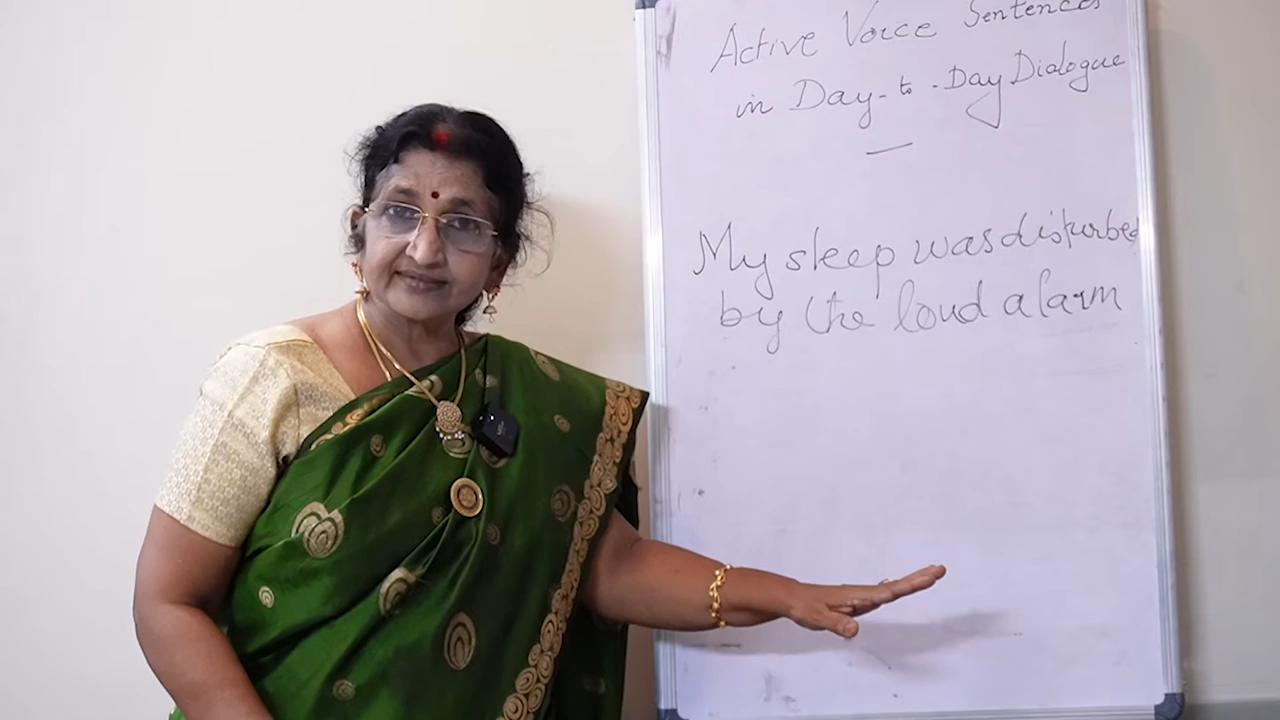 Active Voice Sentences
in Day-to-Day Dialogue
My sleep was disturbed
by the loud alarm